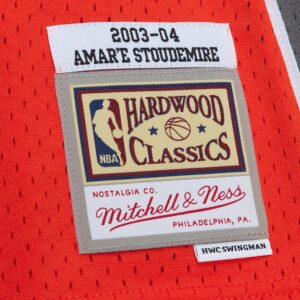 2003-04
AMAR'E STOUDEMIRE
HARDWOOD
NBA
CLASSICS
NOSTALGIA CO.
Mitchell & Ness
PHILADELPHIA, PA.
HWC SWINGMAN